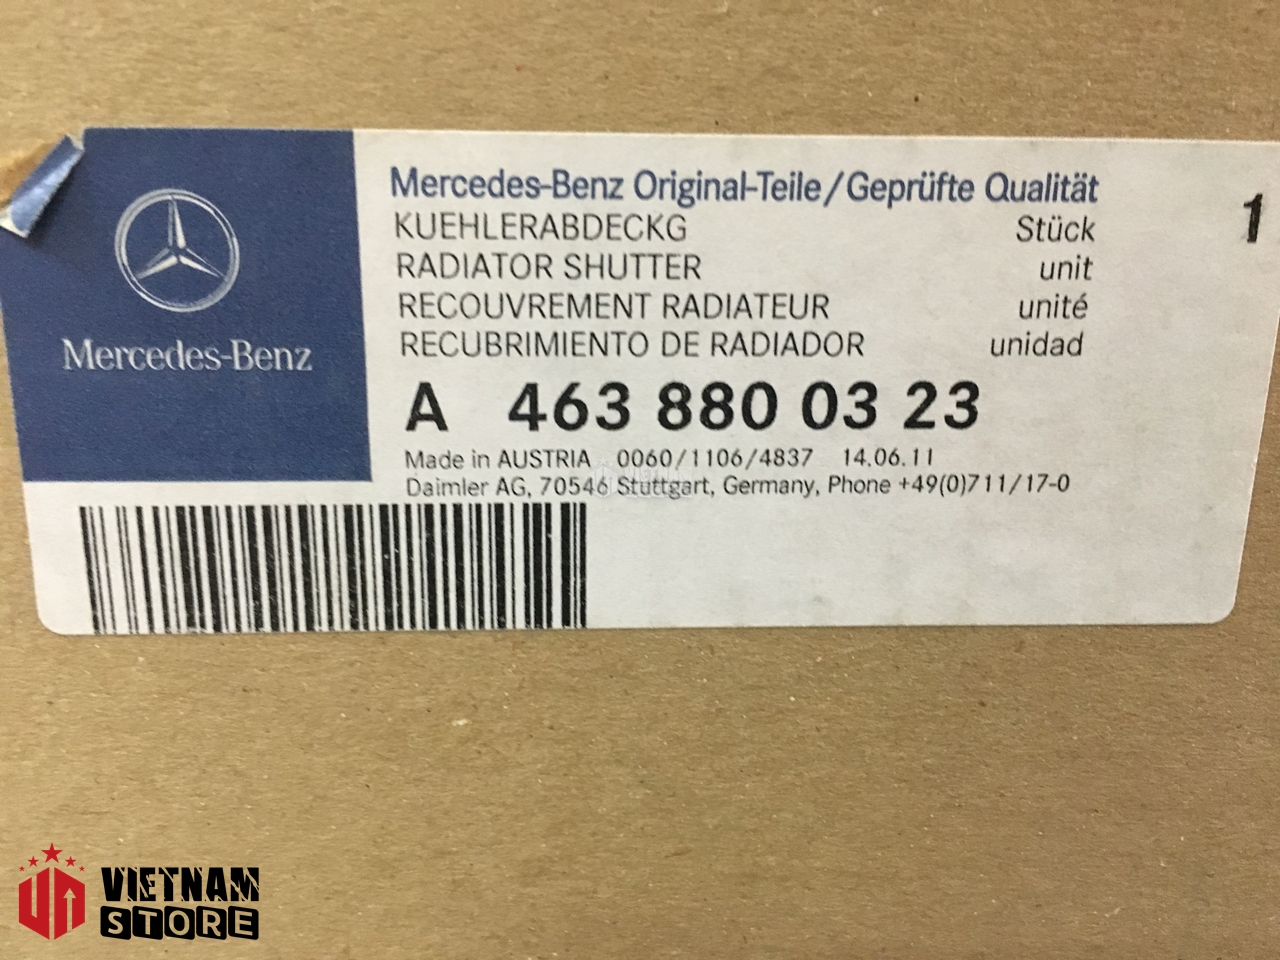 Mercedes-Benz
Mercedes-Benz Original-Teile/Geprüfte Qualität
KUEHLERABDECKG Stück 1
RADIATOR SHUTTER unit
RECOUVREMENT RADIATEUR unité
RECUBRIMIENTO DE RADIADOR unidad
A 463 880 03 23
Made in AUSTRIA 0060/1106/4837 14.06.11
Daimler AG, 70546 Stuttgart, Germany, Phone +49(0)711/17-0
VIETNAM
STORE